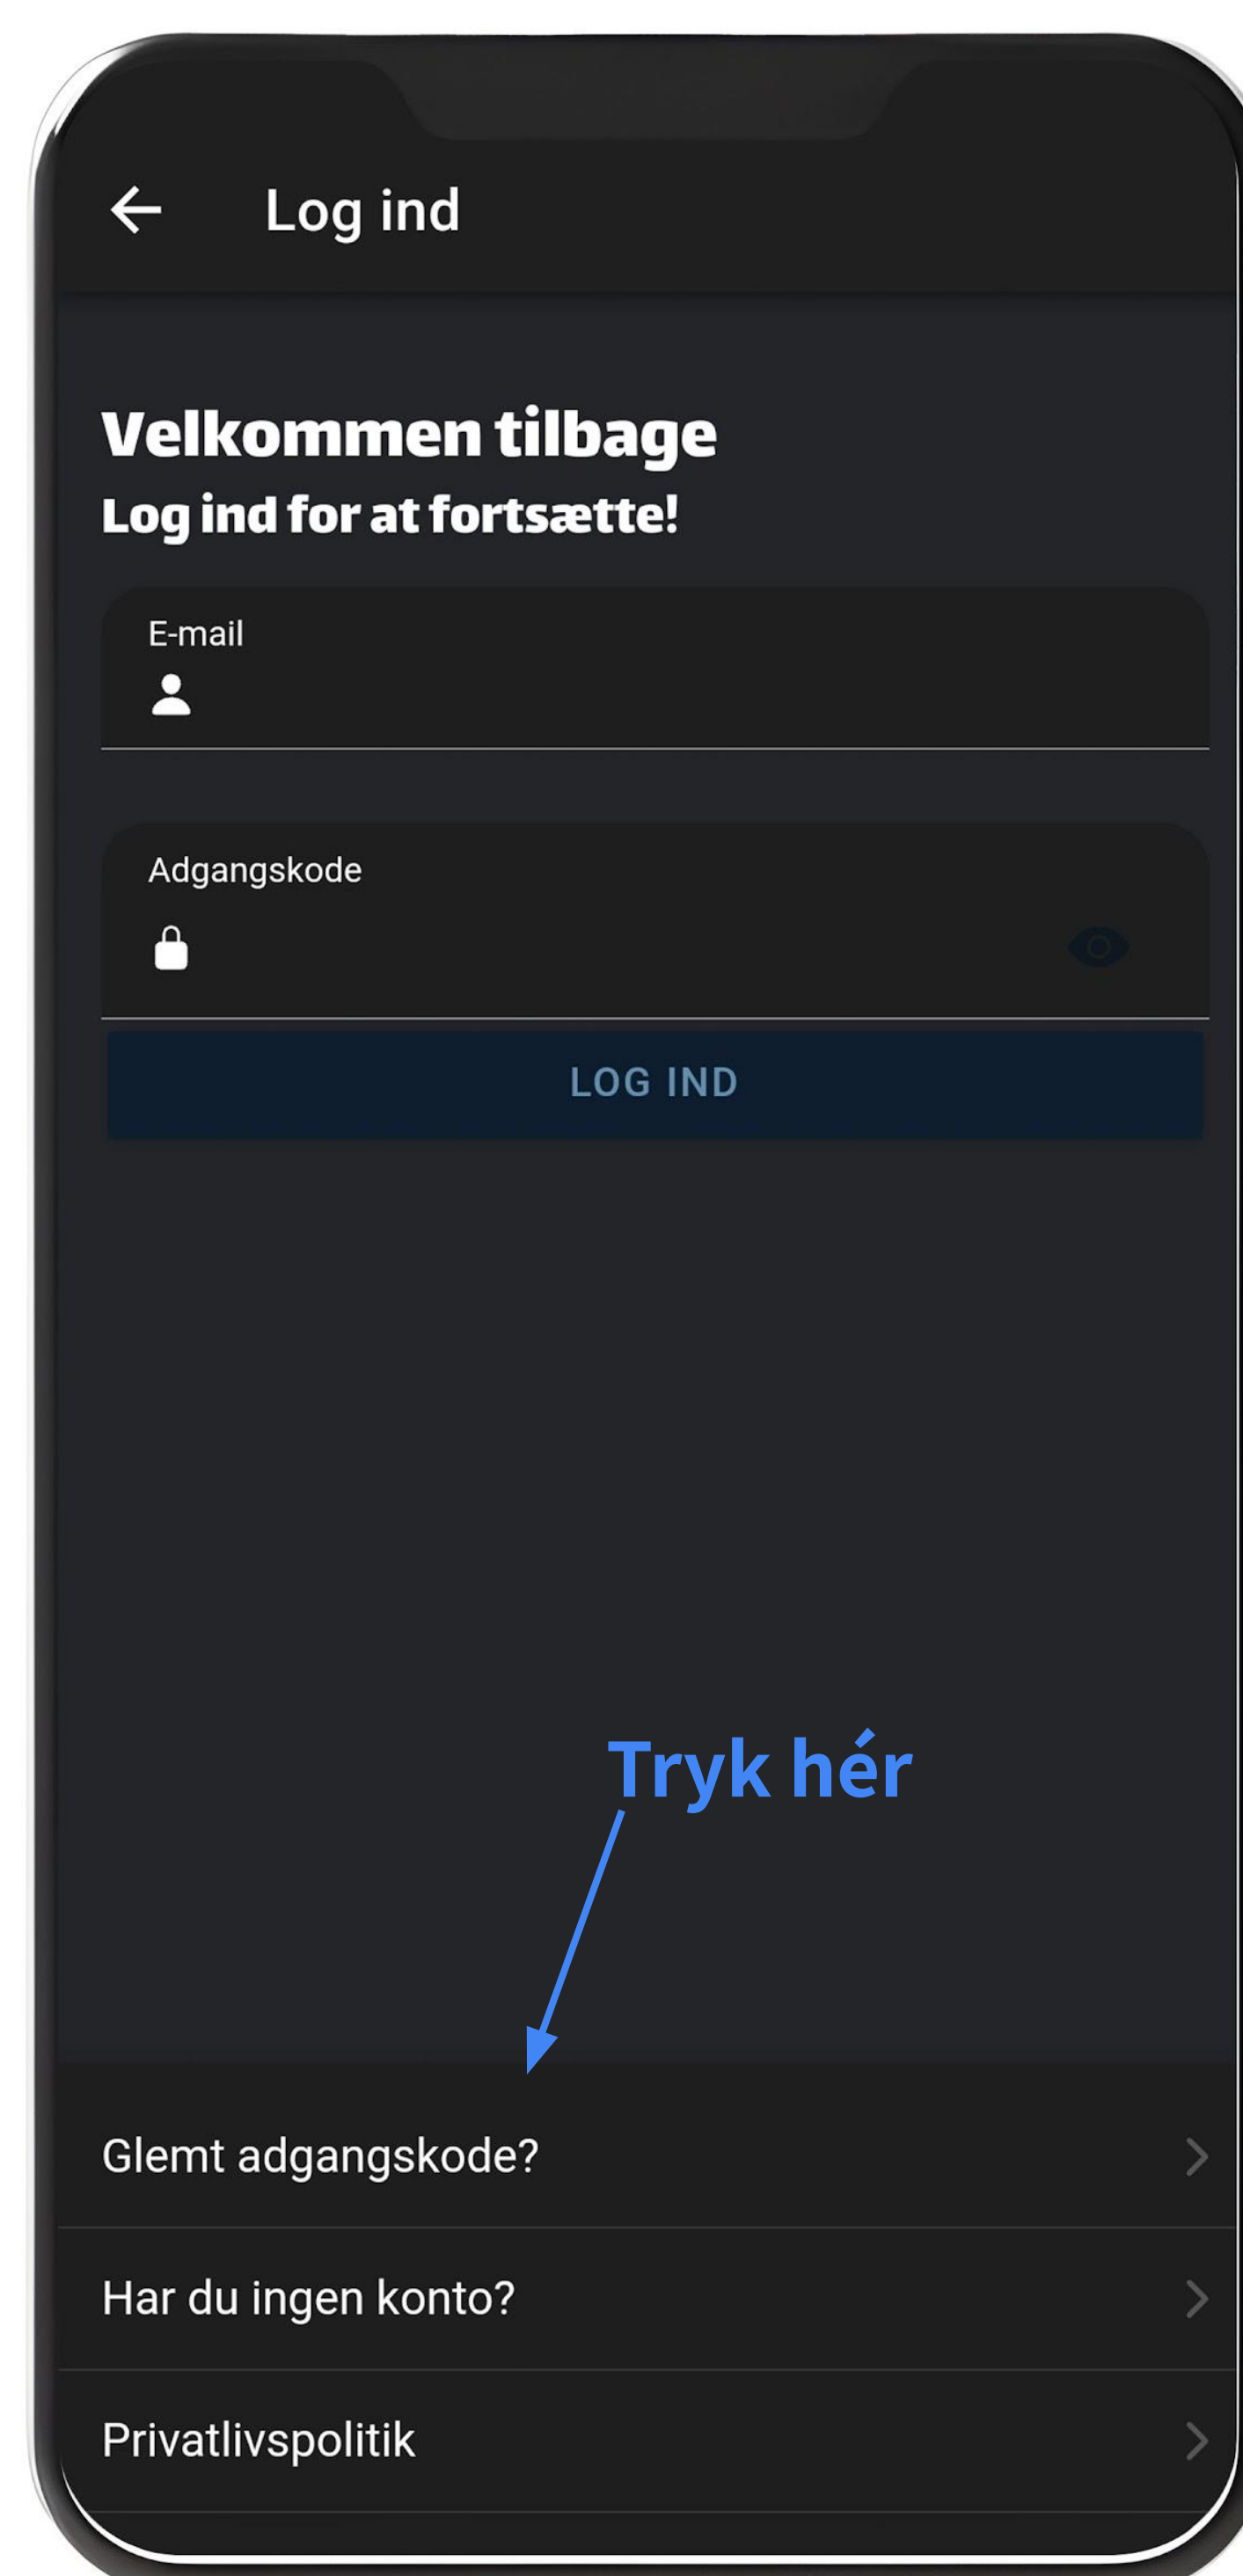 Log ind
Velkommen tilbage
Log ind for at fortsætte!
E-mail
Adgangskode
LOG IND
Tryk hér
Glemt adgangskode?
Har du ingen konto?
Privatlivspolitik